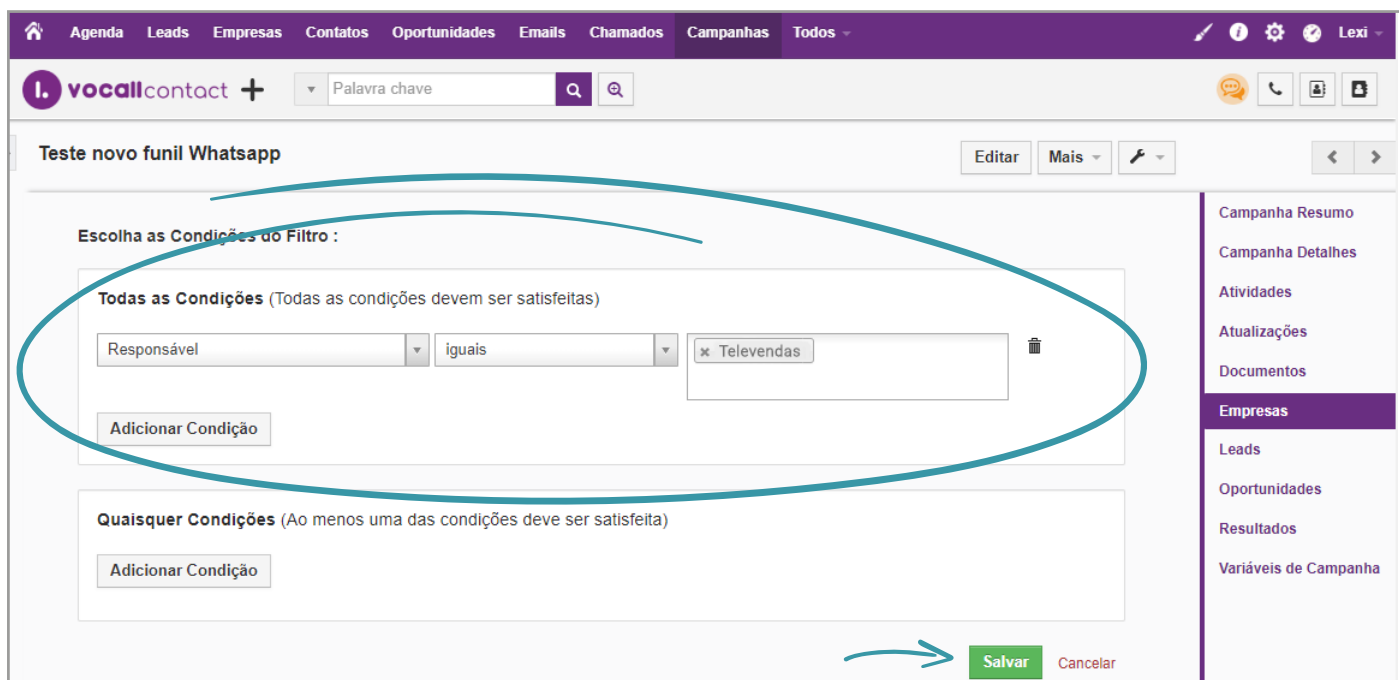 Agenda Leads Empresas Contatos Oportunidades Emails Chamados Campanhas Todos Lexi
l. vocallcontact + Palavra chave
Teste novo funil Whatsapp Editar Mais
Campanha Resumo
Escolha as Condições do Filtro :
Campanha Detalhes
Todas as Condições (Todas as condições devem ser satisfeitas)
Atividades
Atualizações
Responsável iguais × Televendas
Documentos
Empresas
Adicionar Condição
Leads
Oportunidades
Quaisquer Condições (Ao menos uma das condições deve ser satisfeita)
Resultados
Adicionar Condição
Variáveis de Campanha
Salvar Cancelar